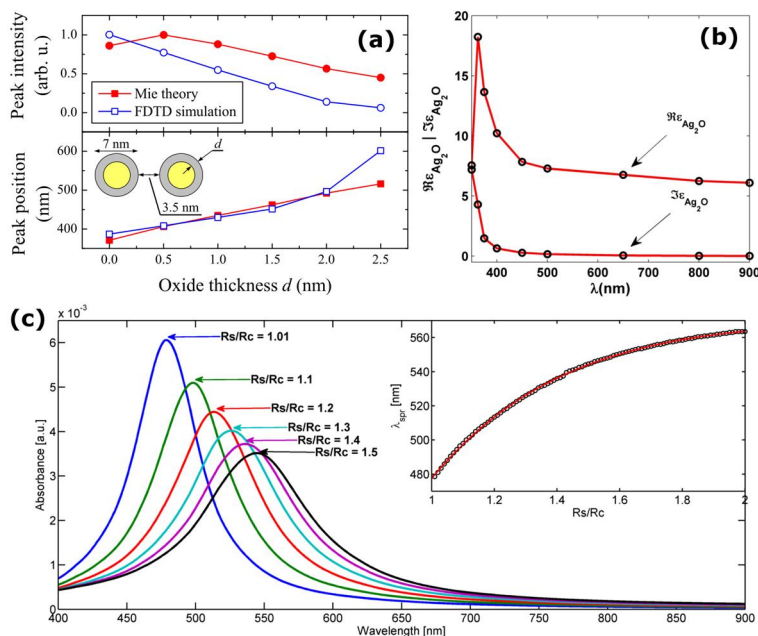 (a)
Peak intensity
(arb. u.)
1.0
0.5
0.0
Mie theory
FDTD simulation
Peak position
(nm)
600
500
400
7 nm
d
3.5 nm
0.0 0.5 1.0 1.5 2.0 2.5
Oxide thickness d (nm)
(b)
ℜε_Ag₂O | ℑε_Ag₂O
20
15
10
5
0
ℜε_Ag₂O
ℑε_Ag₂O
400 500 600 700 800 900
λ(nm)
(c)
x 10⁻³
Absorbance [a.u.]
6
5
4
3
2
1
0
Rs/Rc = 1.01
Rs/Rc = 1.1
Rs/Rc = 1.2
Rs/Rc = 1.3
Rs/Rc = 1.4
Rs/Rc = 1.5
400 450 500 550 600 650 700 750 800 850 900
Wavelength [nm]
λ_spr [nm]
560
540
520
500
480
1 1.2 1.4 1.6 1.8 2
Rs/Rc